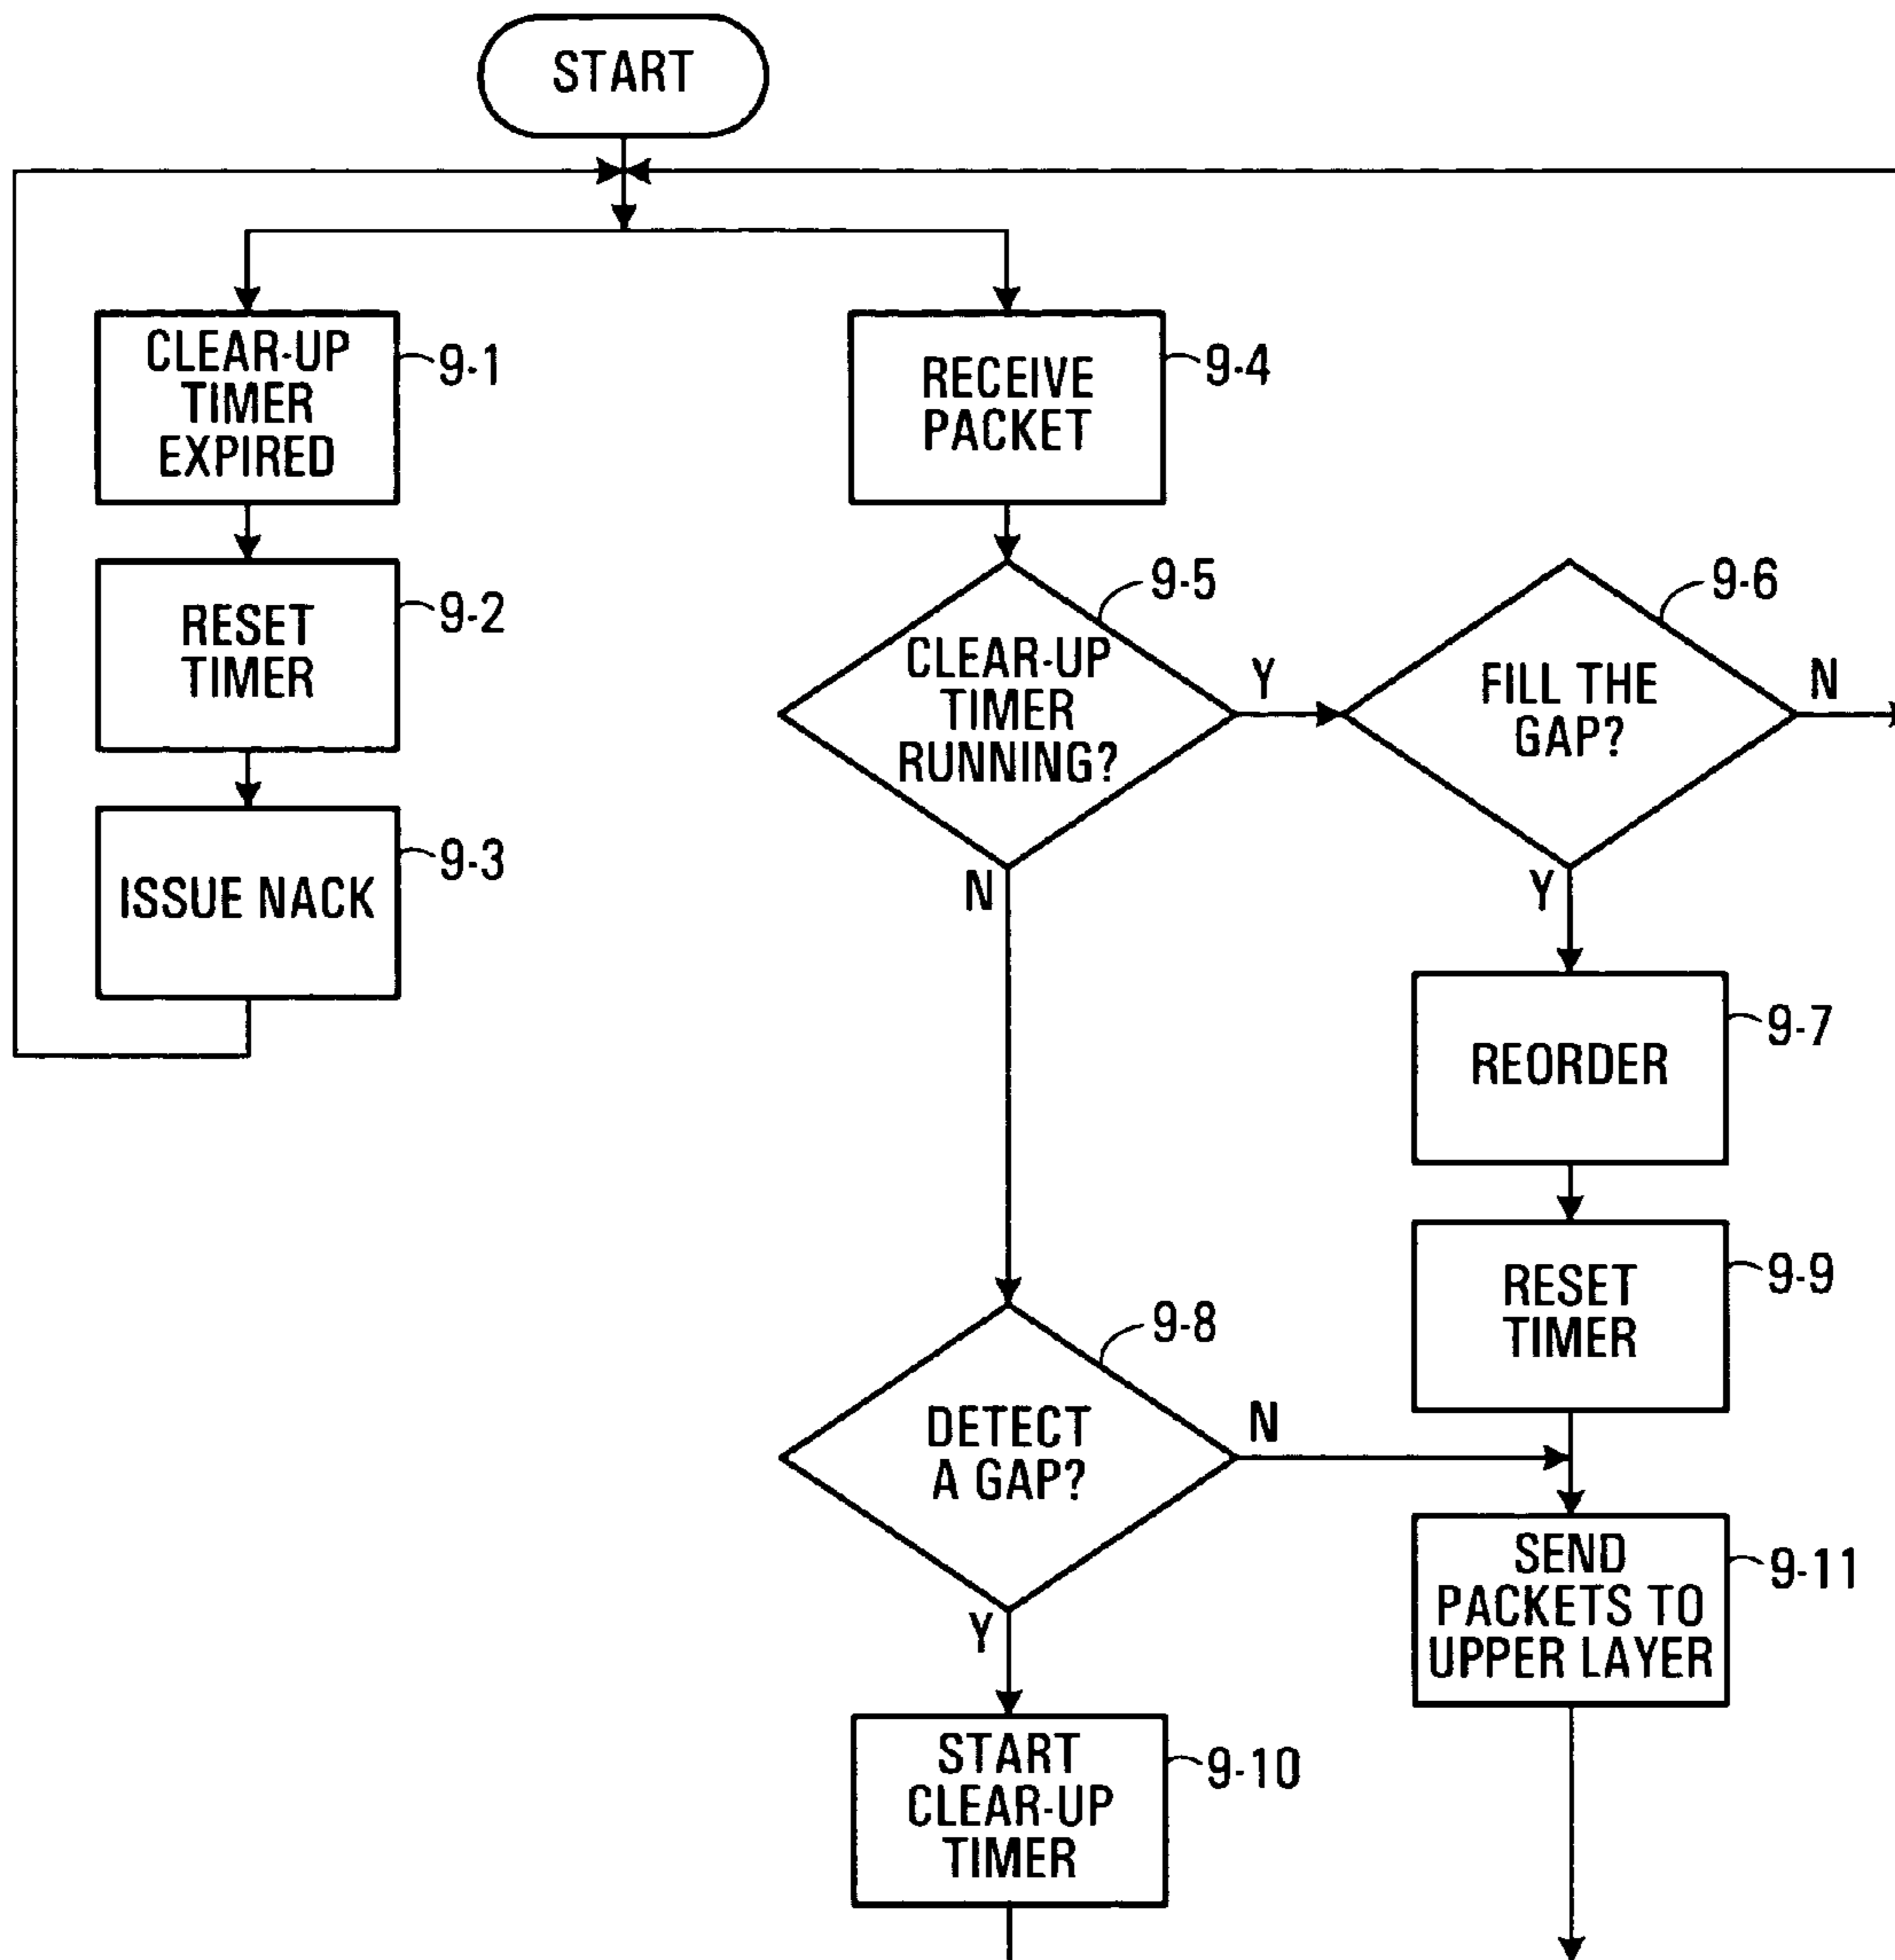 START
CLEAR-UP
TIMER
EXPIRED
9-1
RECEIVE
PACKET
9-4
RESET
TIMER
9-2
CLEAR-UP
TIMER
RUNNING?
9-5
Y
FILL THE
GAP?
9-6
N
ISSUE NACK
9-3
N
Y
REORDER
9-7
RESET
TIMER
9-9
DETECT
A GAP?
9-8
N
Y
SEND
PACKETS TO
UPPER LAYER
9-11
START
CLEAR-UP
TIMER
9-10